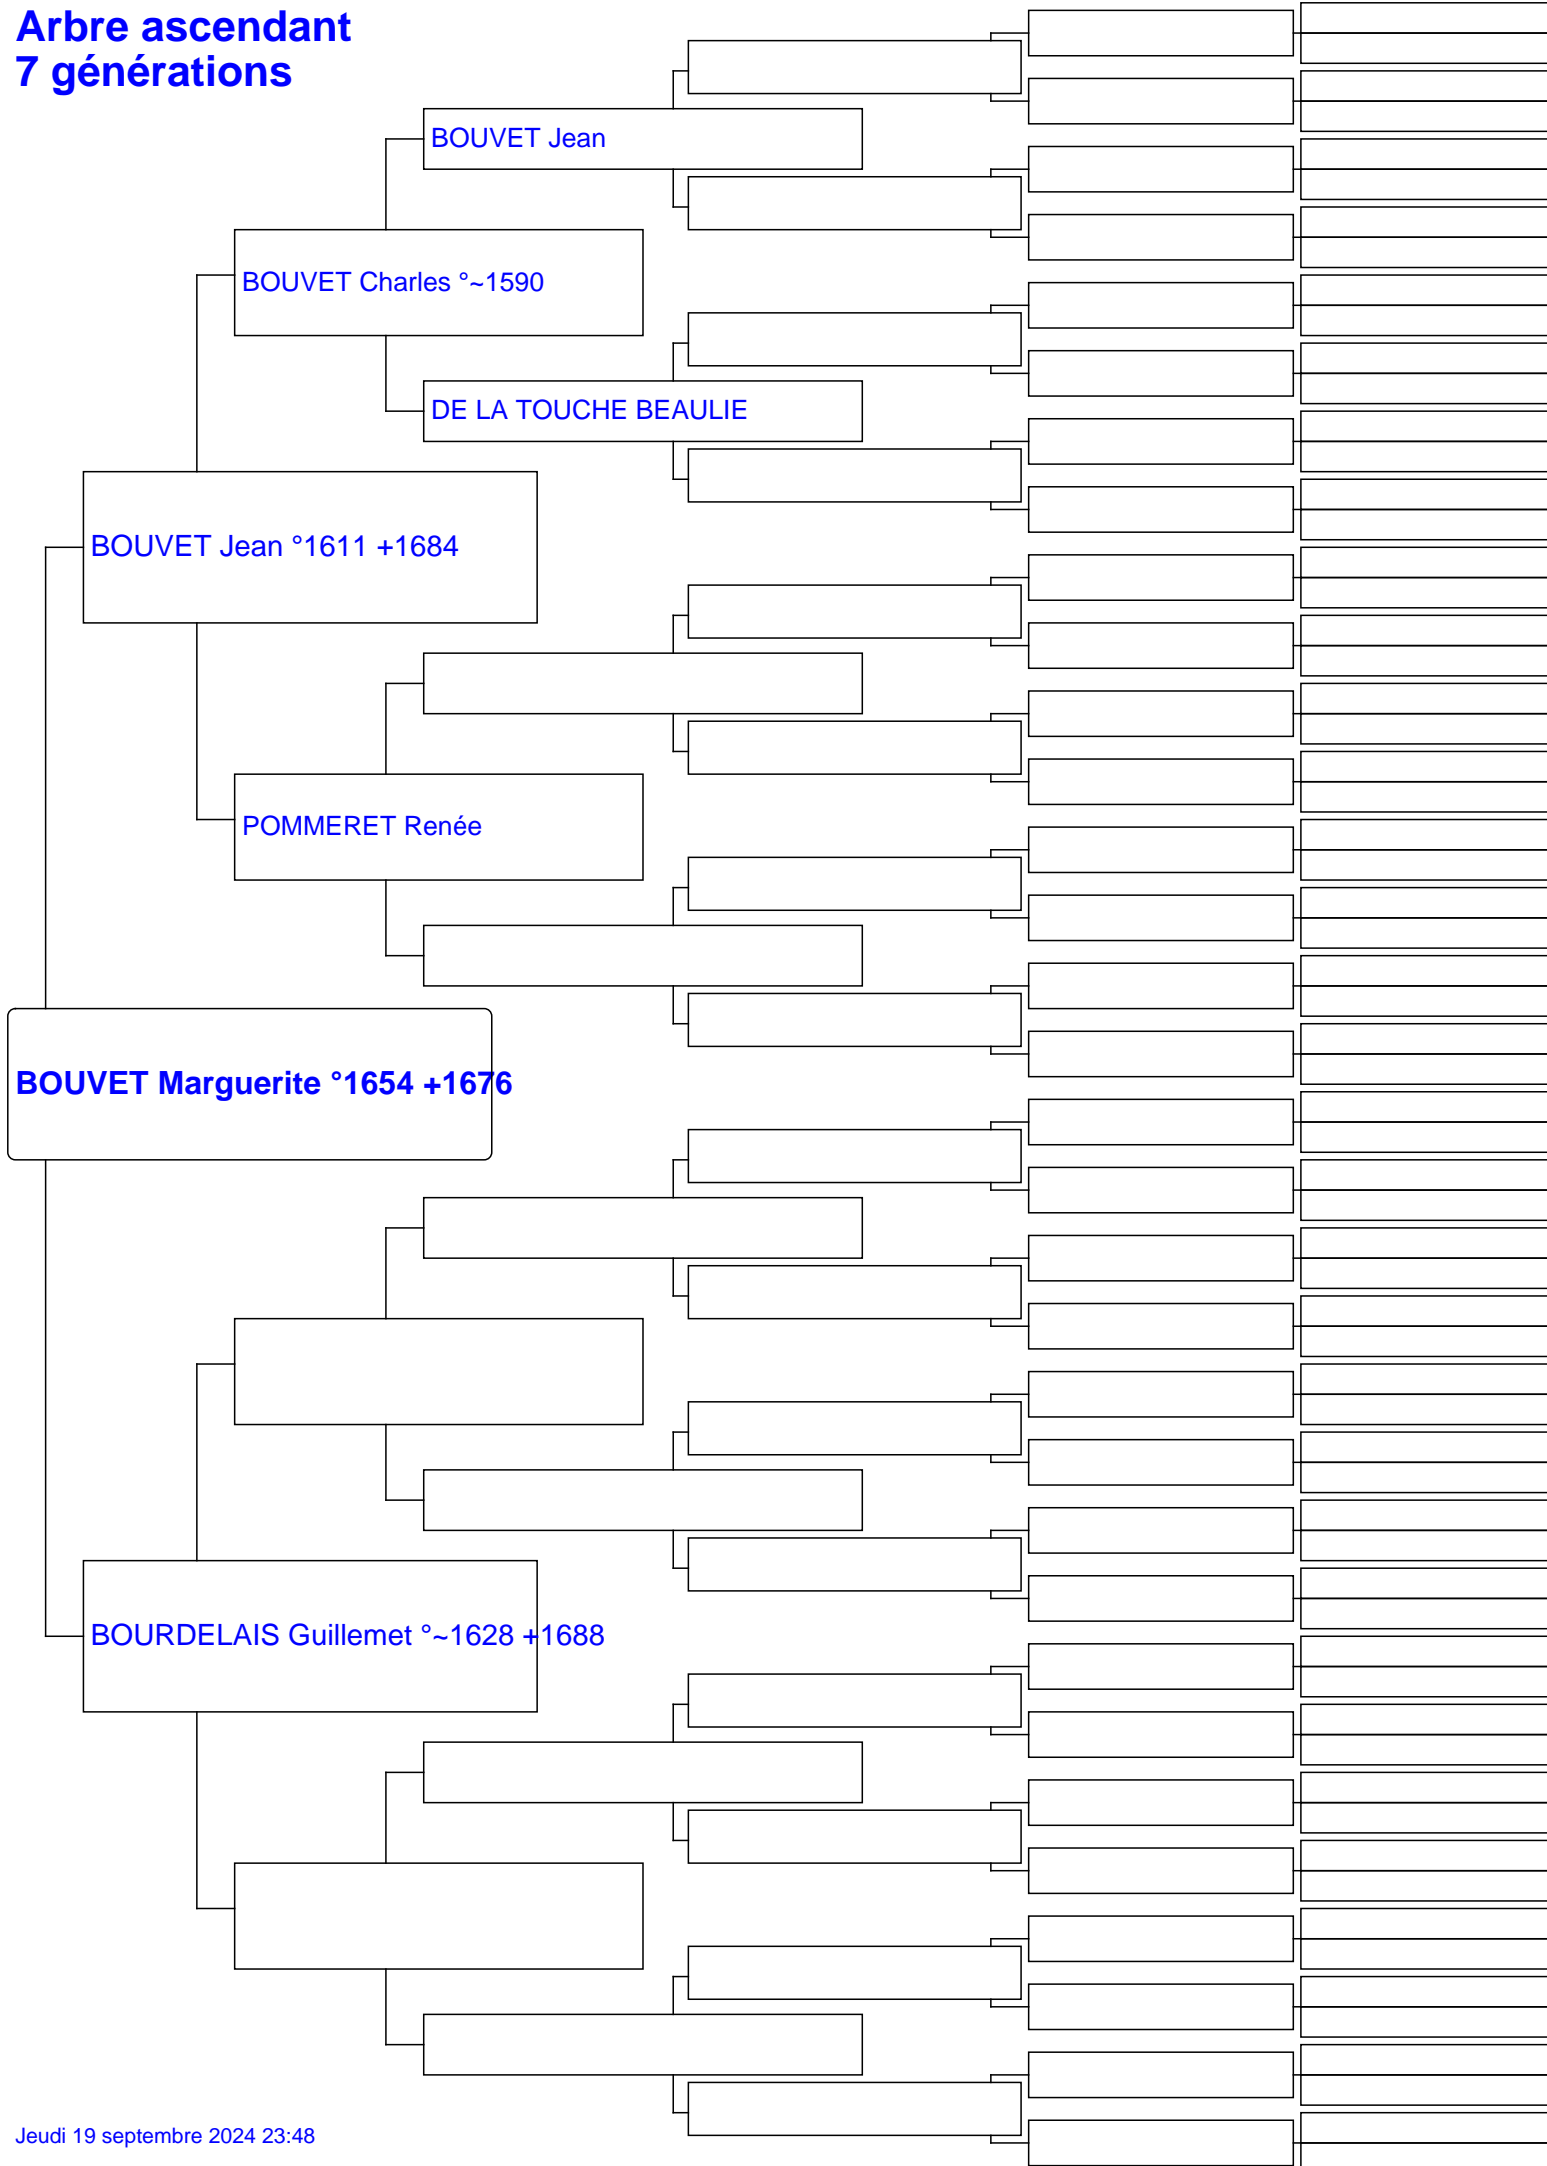 Arbre ascendant
7 générations
BOUVET Jean
BOUVET Charles °~1590
DE LA TOUCHE BEAULIE
BOUVET Jean °1611 +1684
POMMERET Renée
BOUVET Marguerite °1654 +1676
BOURDELAIS Guillemet °~1628 +1688
Jeudi 19 septembre 2024 23:48